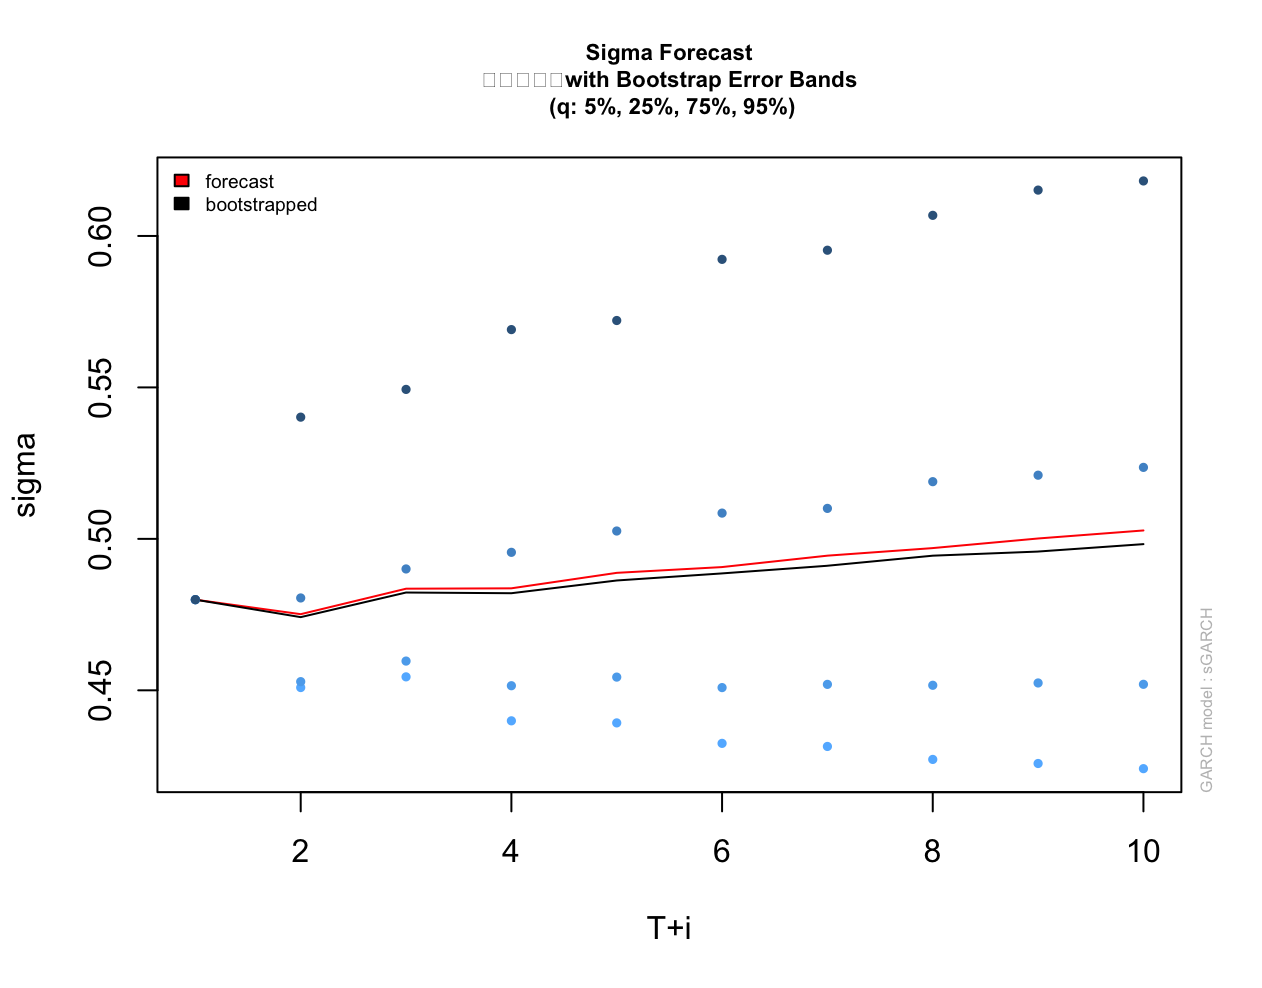 Sigma Forecast
with Bootstrap Error Bands
(q: 5%, 25%, 75%, 95%)
forecast
bootstrapped
0.60
0.55
0.50
0.45
sigma
2 4 6 8 10
T+i
GARCH model : sGARCH